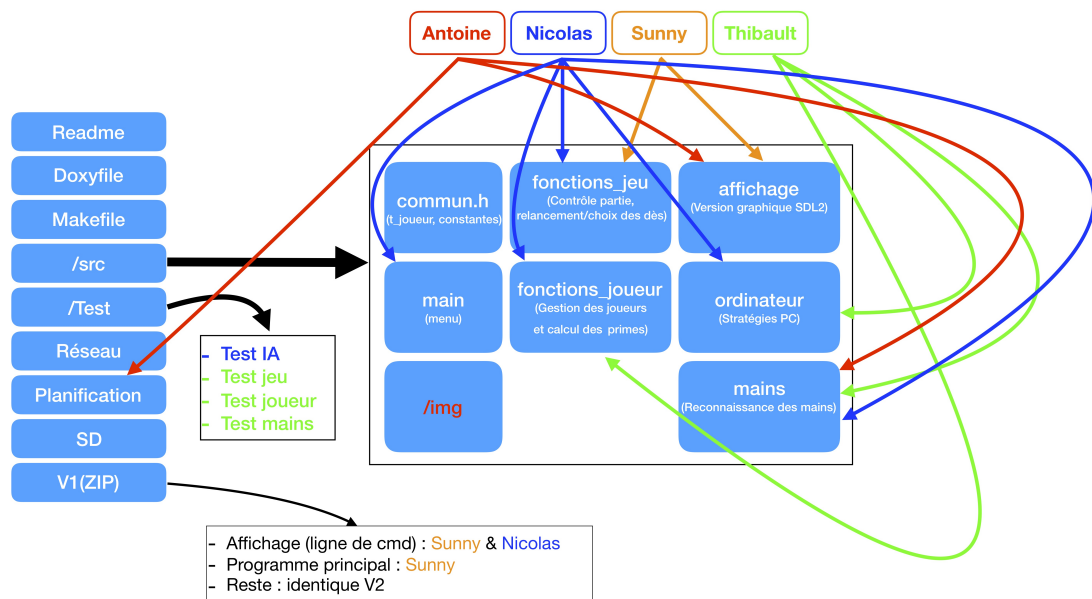 Antoine
Nicolas
Sunny
Thibault
Readme
Doxyfile
Makefile
/src
/Test
Réseau
Planification
SD
V1(ZIP)
commun.h
(t_joueur, constantes)
fonctions_jeu
(Contrôle partie,
relancement/choix des dès)
affichage
(Version graphique SDL2)
main
(menu)
fonctions_joueur
(Gestion des joueurs
et calcul des primes)
ordinateur
(Stratégies PC)
/img
mains
(Reconnaissance des mains)
- Test IA
- Test jeu
- Test joueur
- Test mains
- Affichage (ligne de cmd) : Sunny & Nicolas
- Programme principal : Sunny
- Reste : identique V2